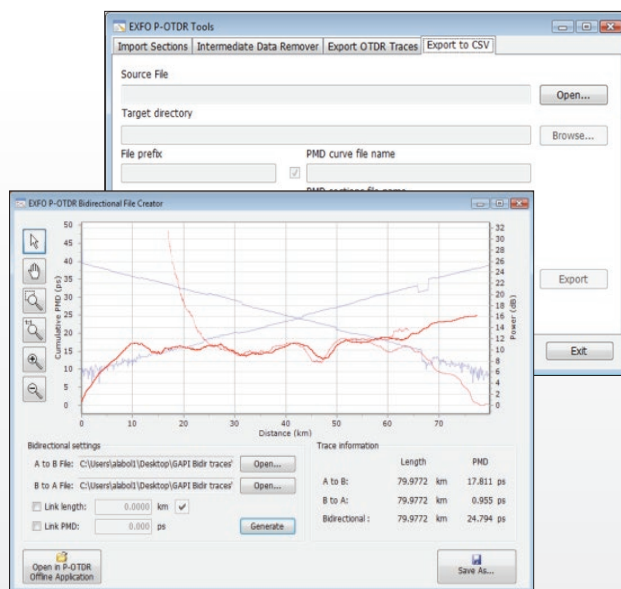 EXFO P-OTDR Tools
Import Sections Intermediate Data Remover Export OTDR Traces Export to CSV
Source File
Open...
Target directory
Browse...
File prefix PMD curve file name
Export
Exit
EXFO P-OTDR Bidirectional File Creator
Cumulative PMD (ps)
50
45
40
35
30
25
20
15
10
5
0
32
30
28
26
24
22
20
18
16
14
12
10
8
6
4
2
0
Power (dB)
0 10 20 30 40 50 60 70
Distance (km)
Bidirectional settings
A to B File: C:\Users\alabol1\Desktop\GAPI Bidir traces' Open...
B to A File: C:\Users\alabol1\Desktop\GAPI Bidir traces' Open...
Link length: 0.0000 km
Link PMD: 0.000 ps Generate
Trace information
Length PMD
A to B: 79.9772 km 17.811 ps
B to A: 79.9772 km 0.955 ps
Bidirectional : 79.9772 km 24.794 ps
Open in P-OTDR
Offline Application
Save As...